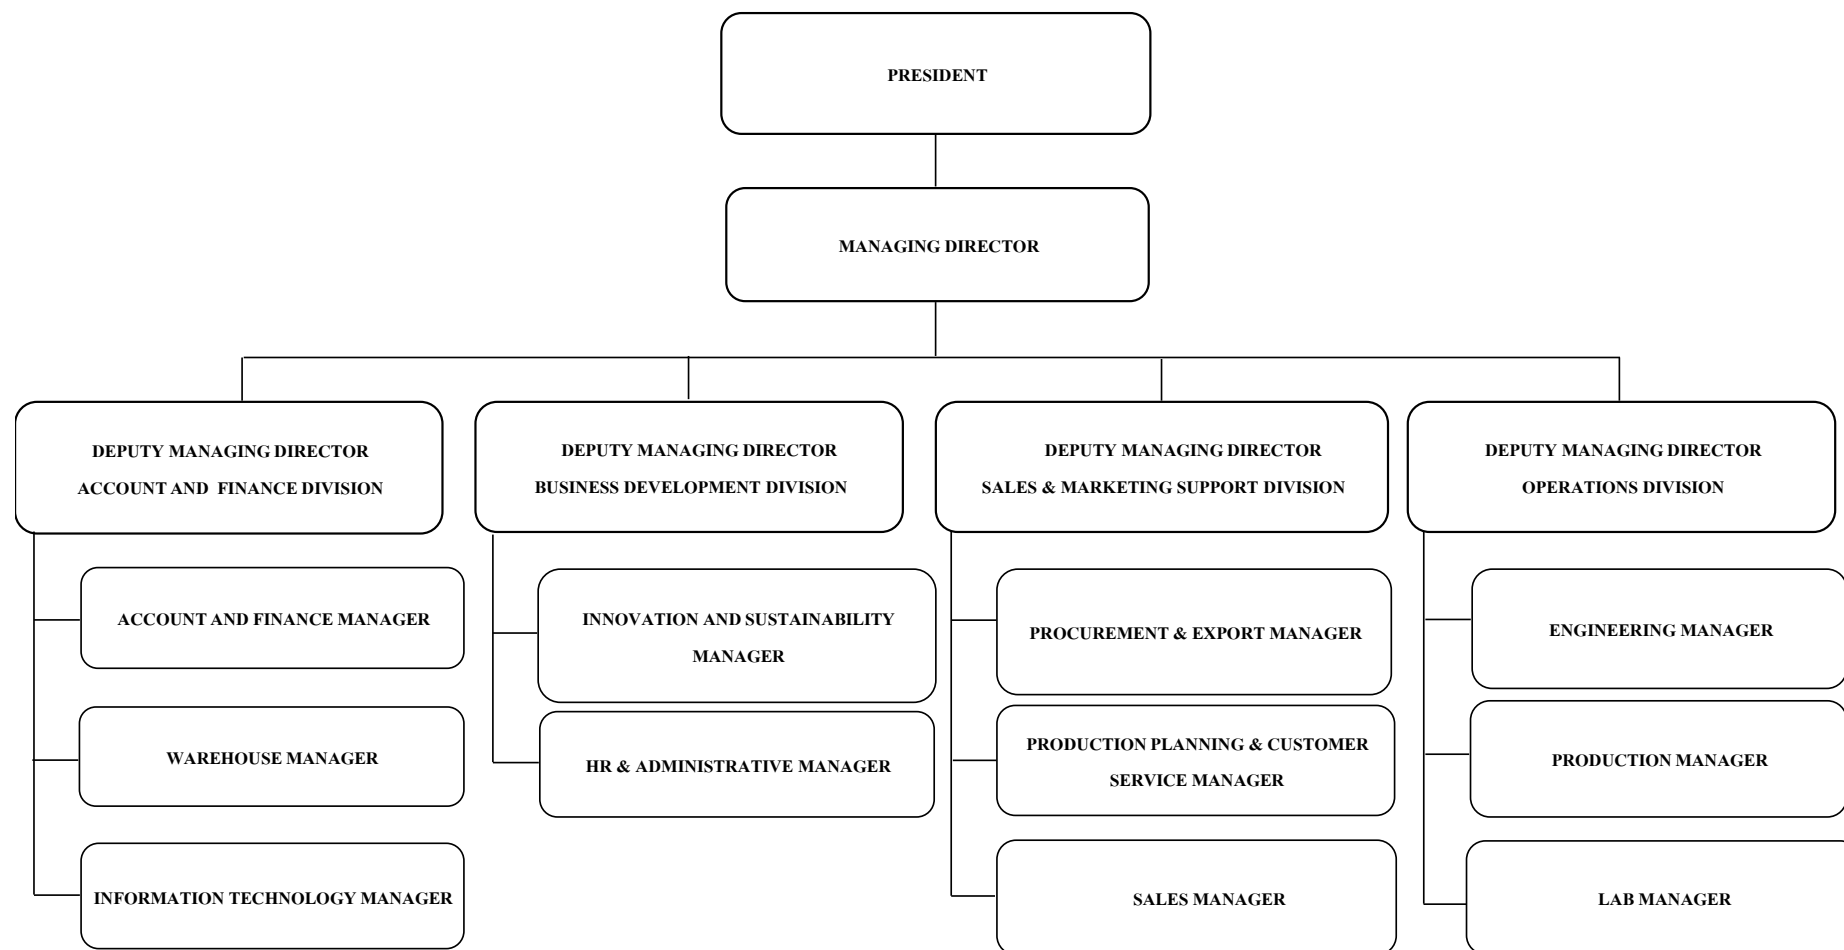 PRESIDENT
MANAGING DIRECTOR
DEPUTY MANAGING DIRECTOR
ACCOUNT AND FINANCE DIVISION
ACCOUNT AND FINANCE MANAGER
WAREHOUSE MANAGER
INFORMATION TECHNOLOGY MANAGER
DEPUTY MANAGING DIRECTOR
BUSINESS DEVELOPMENT DIVISION
INNOVATION AND SUSTAINABILITY
MANAGER
HR & ADMINISTRATIVE MANAGER
DEPUTY MANAGING DIRECTOR
SALES & MARKETING SUPPORT DIVISION
PROCUREMENT & EXPORT MANAGER
PRODUCTION PLANNING & CUSTOMER
SERVICE MANAGER
SALES MANAGER
DEPUTY MANAGING DIRECTOR
OPERATIONS DIVISION
ENGINEERING MANAGER
PRODUCTION MANAGER
LAB MANAGER